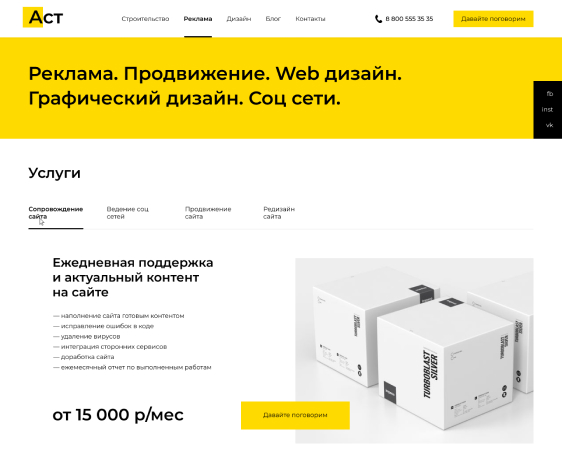 Аст
Строительство
Реклама
Дизайн
Блог
Контакты
8 800 555 35 35
Давайте поговорим
Реклама. Продвижение. Web дизайн.
Графический дизайн. Соц сети.
fb
inst
vk
Услуги
Сопровождение
сайта
Ведение соц
сетей
Продвижение
сайта
Редизайн
сайта
Ежедневная поддержка
и актуальный контент
на сайте
— наполнение сайта готовым контентом
— исправление ошибок в коде
— удаление вирусов
— интеграция сторонних сервисов
— доработка сайта
— ежемесячный отчет по выполненным работам
от 15 000 р/мес
Давайте поговорим
TURBOBLAST
SILVER
TURBOBLAST
SILVER